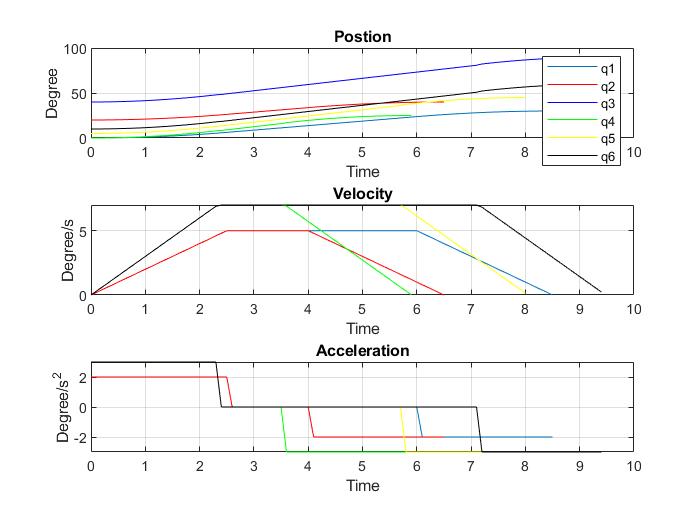 Postion
Degree
100
50
0
0 1 2 3 4 5 6 7 8 9 10
Time
q1
q2
q3
q4
q5
q6
Velocity
Degree/s
5
0
0 1 2 3 4 5 6 7 8 9 10
Time
Acceleration
Degree/s²
2
0
-2
0 1 2 3 4 5 6 7 8 9 10
Time